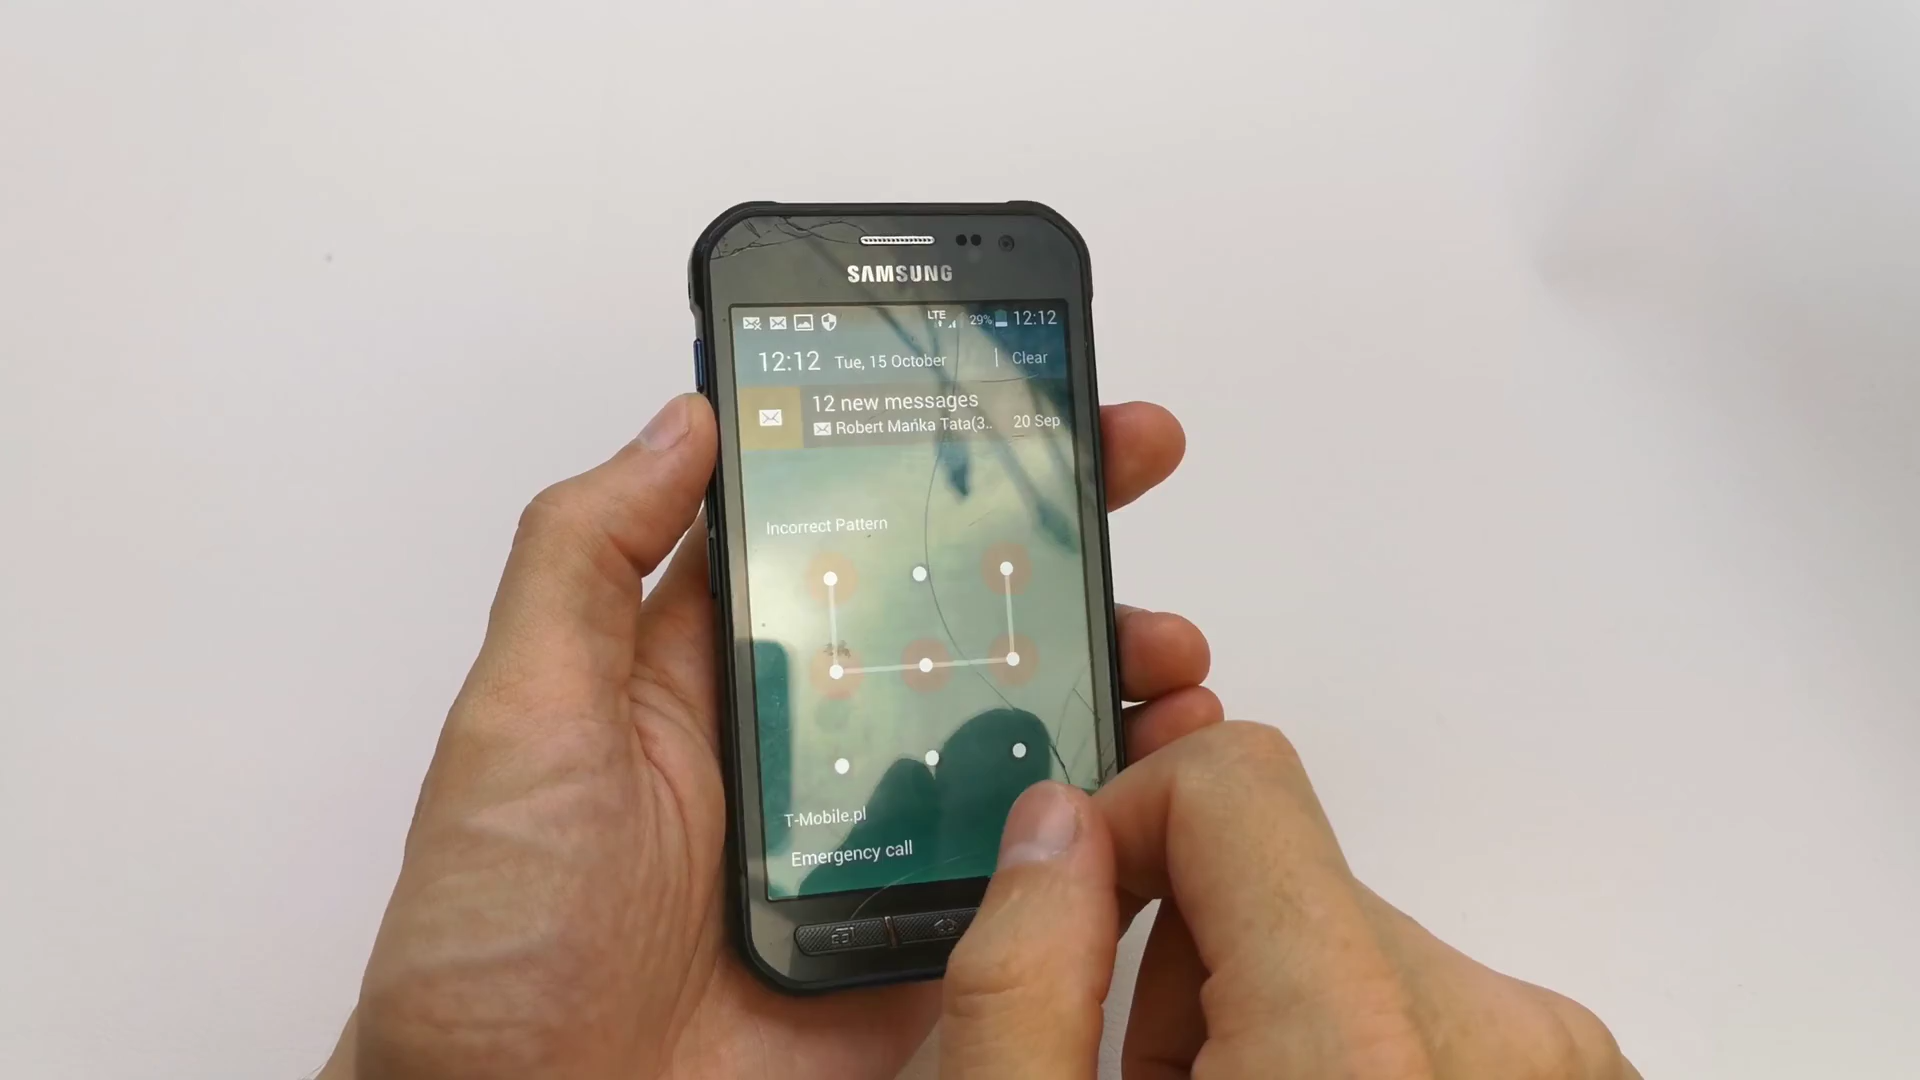 SAMSUNG
LTE 29% 12:12
12:12 Tue, 15 October Clear
12 new messages
Robert Mańka Tata(3.. 20 Sep
Incorrect Pattern
T-Mobile.pl
Emergency call